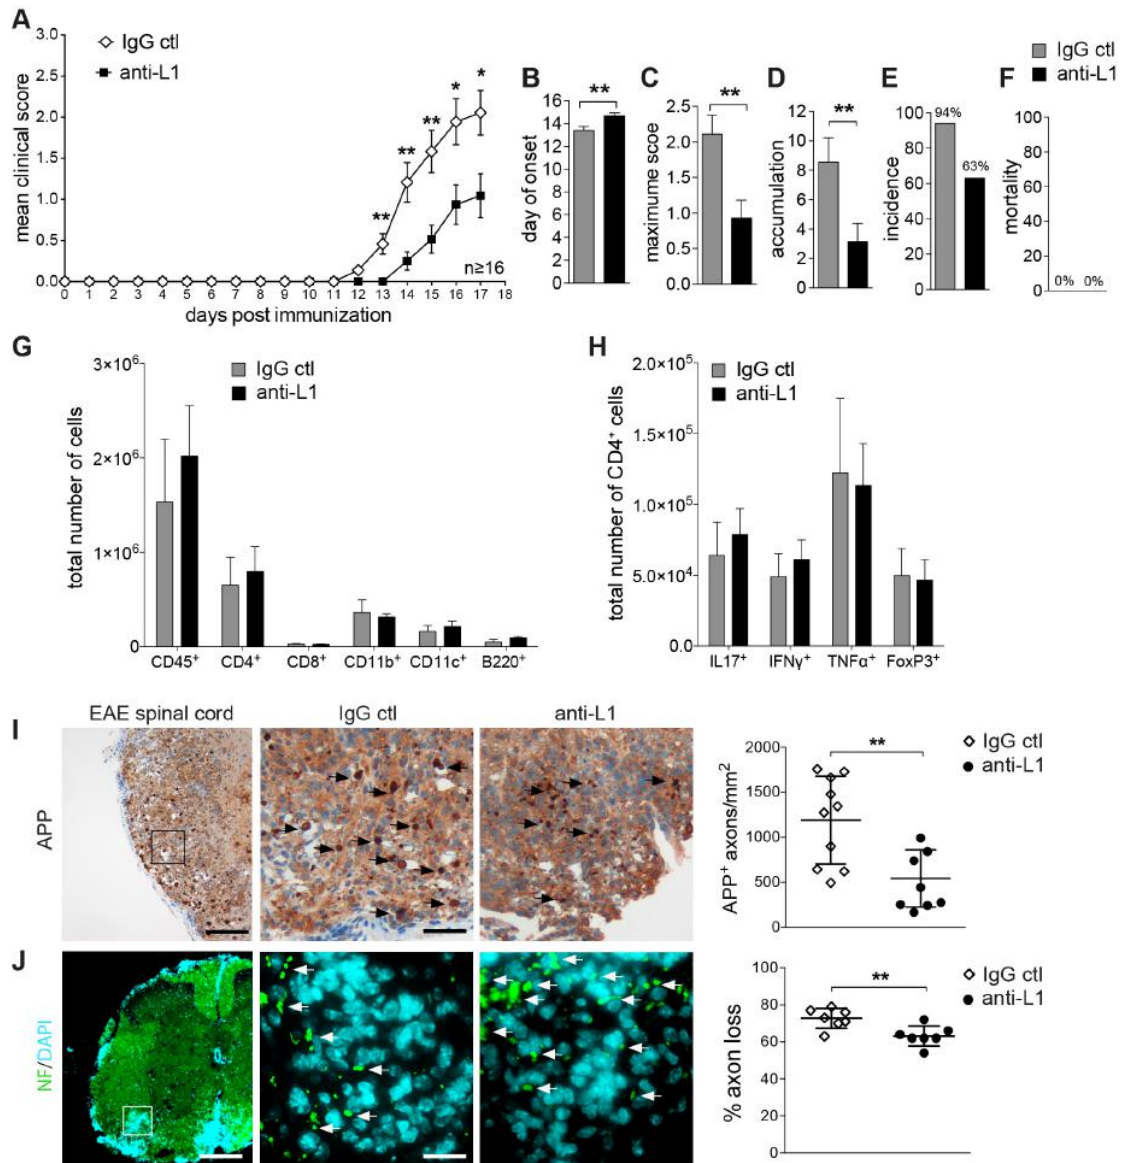 A
IgG ctl
anti-L1
mean clinical score
3.0
2.5
2.0
1.5
1.0
0.5
0.0
** ** ** * *
n≥16
0 1 2 3 4 5 6 7 8 9 10 11 12 13 14 15 16 17 18
days post immunization
IgG ctl
anti-L1
B
**
day of onset
16
14
12
10
8
6
4
2
0
C
**
maximume scoe
2.5
2.0
1.5
1.0
0.5
0.0
D
**
accumulation
12
10
8
6
4
2
0
E
incidence
100
80
60
40
20
0
94%
63%
F
mortality
100
80
60
40
20
0
0% 0%
G
IgG ctl
anti-L1
total number of cells
3×10⁶
2×10⁶
1×10⁶
0
CD45⁺ CD4⁺ CD8⁺ CD11b⁺ CD11c⁺ B220⁺
H
IgG ctl
anti-L1
total number of CD4⁺ cells
2.0×10⁵
1.5×10⁵
1.0×10⁵
5.0×10⁴
0.0
IL17⁺ IFNγ⁺ TNFα⁺ FoxP3⁺
I
EAE spinal cord IgG ctl anti-L1
APP
APP⁺ axons/mm²
2000
1500
1000
500
0
**
IgG ctl
anti-L1
J
NF/DAPI
% axon loss
100
80
60
40
20
0
**
IgG ctl
anti-L1